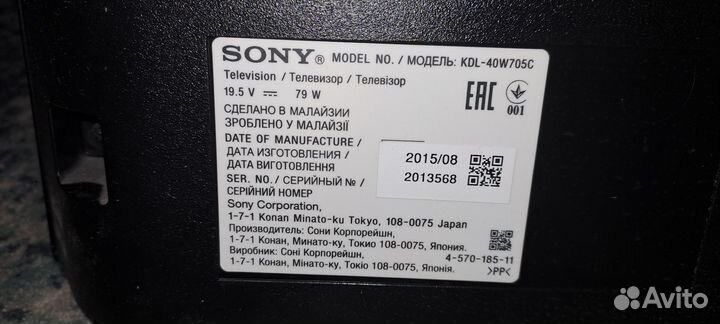 SONY® MODEL NO. / МОДЕЛЬ: KDL-40W705C
Television / Телевизор / Телевізор
19.5 V ⎓ 79 W
EAC
001
СДЕЛАНО В МАЛАЙЗИИ
ЗРОБЛЕНО У МАЛАЙЗІЇ
DATE OF MANUFACTURE /
ДАТА ИЗГОТОВЛЕНИЯ /
ДАТА ВИГОТОВЛЕННЯ
2015/08
SER. NO. / СЕРИЙНЫЙ № /
СЕРІЙНИЙ НОМЕР
2013568
Sony Corporation,
1-7-1 Konan Minato-ku Tokyo, 108-0075 Japan
Производитель: Сони Корпорейшн,
1-7-1 Конан, Минато-ку, Токио 108-0075, Япония.
Виробник: Соні Корпорейшн,
1-7-1 Конан, Мінато-ку, Токіо 108-0075, Японія.
4-570-185-11
>PP<
Avito